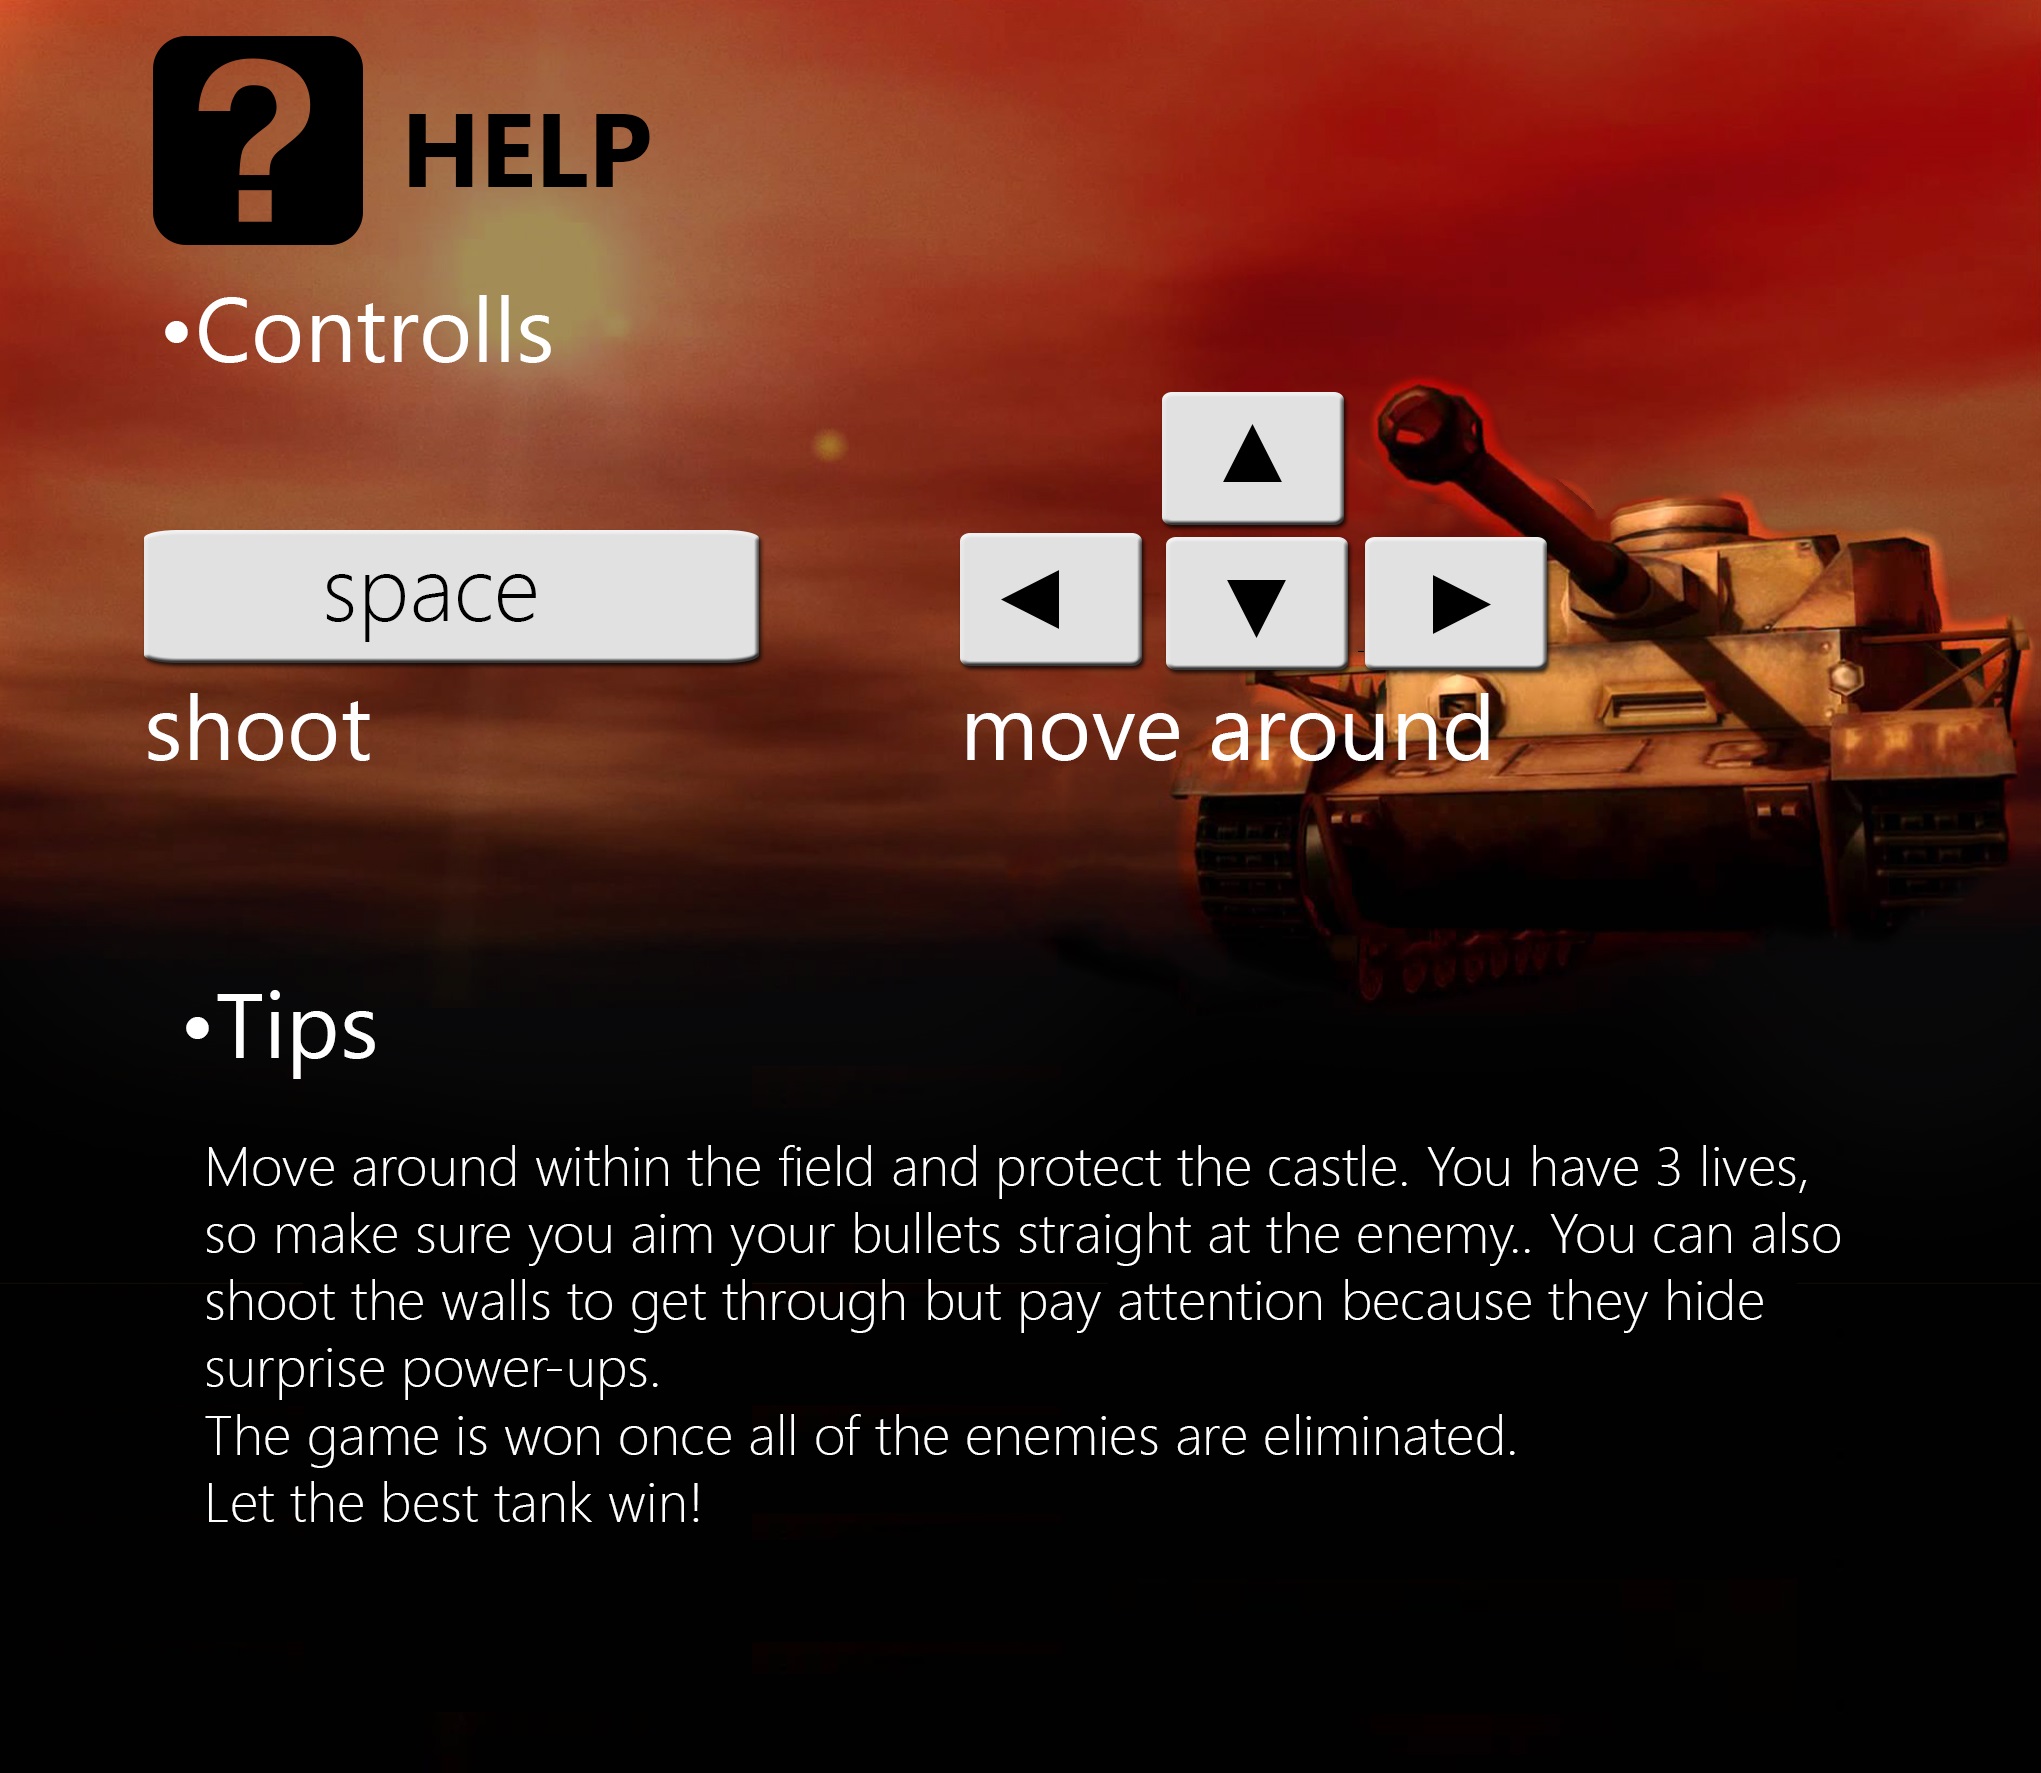 ?
HELP
•Controlls
space
shoot
move around
•Tips
Move around within the field and protect the castle. You have 3 lives,
so make sure you aim your bullets straight at the enemy.. You can also
shoot the walls to get through but pay attention because they hide
surprise power-ups.
The game is won once all of the enemies are eliminated.
Let the best tank win!